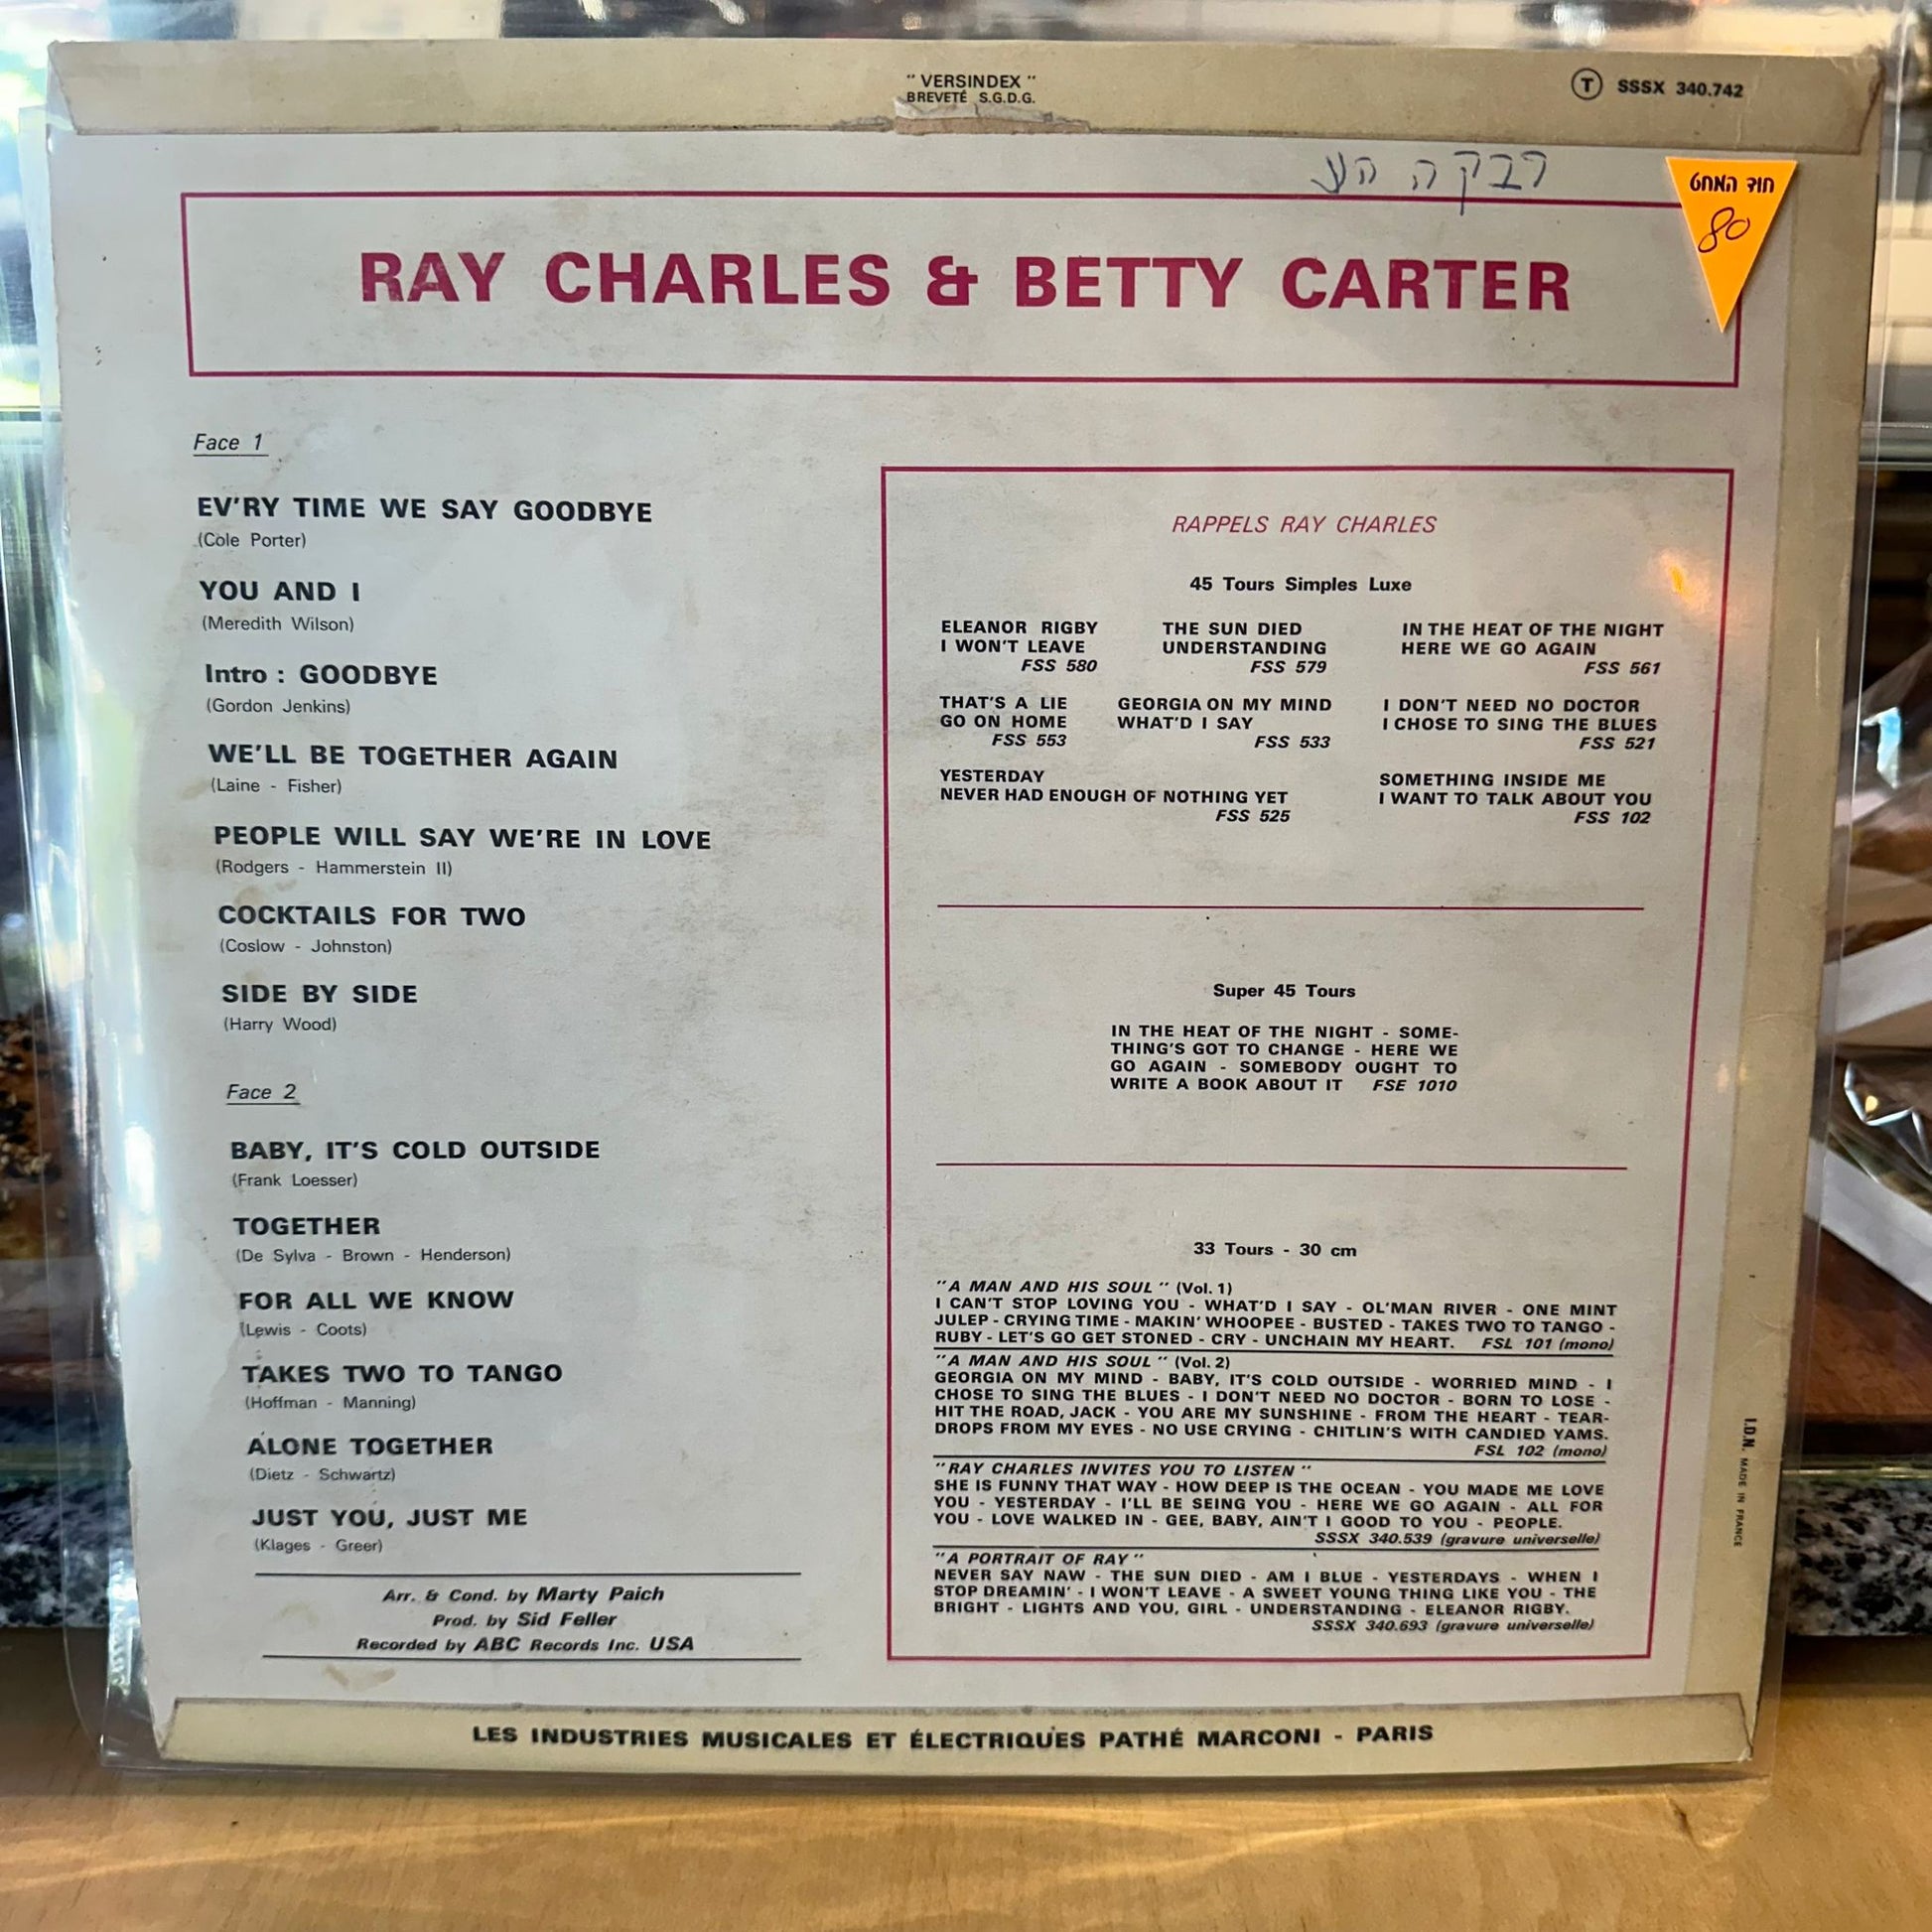 " VERSINDEX "
BREVETÉ S.G.D.G.
T SSSX 340.742
רבקה
חוד המחט
80
RAY CHARLES & BETTY CARTER
Face 1
EV'RY TIME WE SAY GOODBYE
(Cole Porter)
YOU AND I
(Meredith Wilson)
Intro : GOODBYE
(Gordon Jenkins)
WE'LL BE TOGETHER AGAIN
(Laine - Fisher)
PEOPLE WILL SAY WE'RE IN LOVE
(Rodgers - Hammerstein II)
COCKTAILS FOR TWO
(Coslow - Johnston)
SIDE BY SIDE
(Harry Wood)
Face 2
BABY, IT'S COLD OUTSIDE
(Frank Loesser)
TOGETHER
(De Sylva - Brown - Henderson)
FOR ALL WE KNOW
(Lewis - Coots)
TAKES TWO TO TANGO
(Hoffman - Manning)
ALONE TOGETHER
(Dietz - Schwartz)
JUST YOU, JUST ME
(Klages - Greer)
Arr. & Cond. by Marty Paich
Prod. by Sid Feller
Recorded by ABC Records Inc. USA
RAPPELS RAY CHARLES
45 Tours Simples Luxe
ELEANOR RIGBY
I WON'T LEAVE
FSS 580
THE SUN DIED
UNDERSTANDING
FSS 579
IN THE HEAT OF THE NIGHT
HERE WE GO AGAIN
FSS 561
THAT'S A LIE
GO ON HOME
FSS 553
GEORGIA ON MY MIND
WHAT'D I SAY
FSS 533
I DON'T NEED NO DOCTOR
I CHOSE TO SING THE BLUES
FSS 521
YESTERDAY
NEVER HAD ENOUGH OF NOTHING YET
FSS 525
SOMETHING INSIDE ME
I WANT TO TALK ABOUT YOU
FSS 102
Super 45 Tours
IN THE HEAT OF THE NIGHT - SOME-
THING'S GOT TO CHANGE - HERE WE
GO AGAIN - SOMEBODY OUGHT TO
WRITE A BOOK ABOUT IT FSE 1010
33 Tours - 30 cm
"A MAN AND HIS SOUL" (Vol. 1)
I CAN'T STOP LOVING YOU - WHAT'D I SAY - OL'MAN RIVER - ONE MINT
JULEP - CRYING TIME - MAKIN' WHOOPEE - BUSTED - TAKES TWO TO TANGO -
RUBY - LET'S GO GET STONED - CRY - UNCHAIN MY HEART. FSL 101 (mono)
"A MAN AND HIS SOUL" (Vol. 2)
GEORGIA ON MY MIND - BABY, IT'S COLD OUTSIDE - WORRIED MIND - I
CHOSE TO SING THE BLUES - I DON'T NEED NO DOCTOR - BORN TO LOSE -
HIT THE ROAD, JACK - YOU ARE MY SUNSHINE - FROM THE HEART - TEAR-
DROPS FROM MY EYES - NO USE CRYING - CHITLIN'S WITH CANDIED YAMS.
FSL 102 (mono)
"RAY CHARLES INVITES YOU TO LISTEN"
SHE IS FUNNY THAT WAY - HOW DEEP IS THE OCEAN - YOU MADE ME LOVE
YOU - YESTERDAY - I'LL BE SEING YOU - HERE WE GO AGAIN - ALL FOR
YOU - LOVE WALKED IN - GEE, BABY, AIN'T I GOOD TO YOU - PEOPLE.
SSSX 340.539 (gravure universelle)
"A PORTRAIT OF RAY"
NEVER SAY NAW - THE SUN DIED - AM I BLUE - YESTERDAYS - WHEN I
STOP DREAMIN' - I WON'T LEAVE - A SWEET YOUNG THING LIKE YOU - THE
BRIGHT - LIGHTS AND YOU, GIRL - UNDERSTANDING - ELEANOR RIGBY.
SSSX 340.693 (gravure universelle)
I.D.N. MADE IN FRANCE
LES INDUSTRIES MUSICALES ET ÉLECTRIQUES PATHÉ MARCONI - PARIS